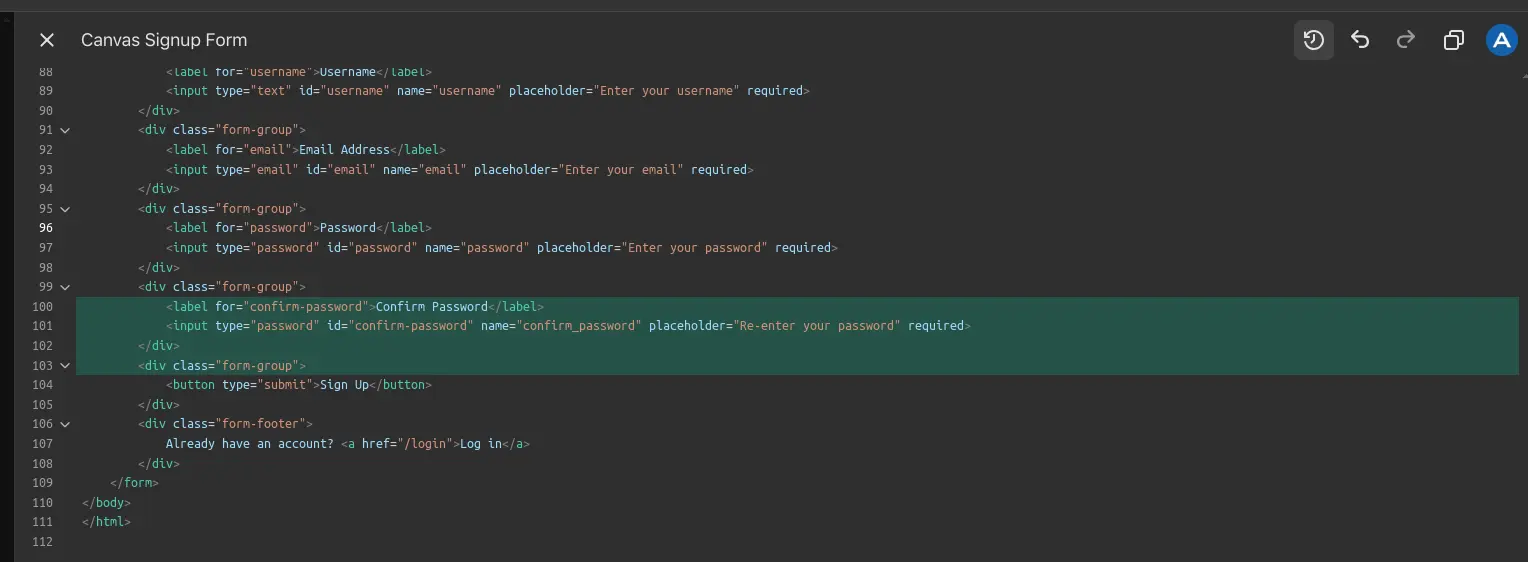 Canvas Signup Form
A
88 <label for="username">Username</label>
89 <input type="text" id="username" name="username" placeholder="Enter your username" required>
90 </div>
91 <div class="form-group">
92 <label for="email">Email Address</label>
93 <input type="email" id="email" name="email" placeholder="Enter your email" required>
94 </div>
95 <div class="form-group">
96 <label for="password">Password</label>
97 <input type="password" id="password" name="password" placeholder="Enter your password" required>
98 </div>
99 <div class="form-group">
100 <label for="confirm-password">Confirm Password</label>
101 <input type="password" id="confirm-password" name="confirm_password" placeholder="Re-enter your password" required>
102 </div>
103 <div class="form-group">
104 <button type="submit">Sign Up</button>
105 </div>
106 <div class="form-footer">
107 Already have an account? <a href="/login">Log in</a>
108 </div>
109 </form>
110 </body>
111 </html>
112